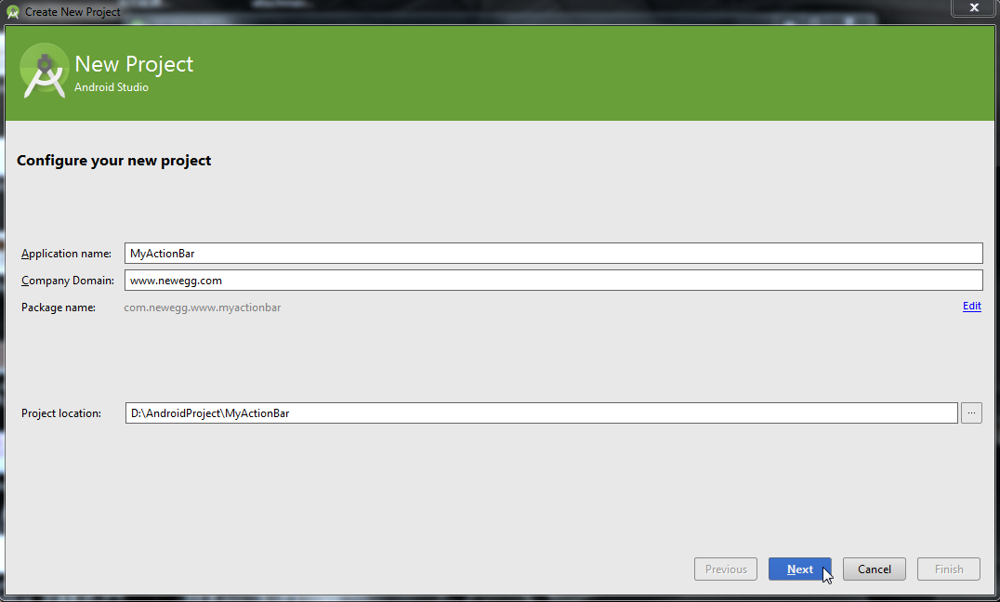 Create New Project
X
New Project
Android Studio
Configure your new project
Application name: MyActionBar
Company Domain: www.newegg.com
Package name: com.newegg.www.myactionbar Edit
Project location: D:\AndroidProject\MyActionBar ...
Previous Next Cancel Finish